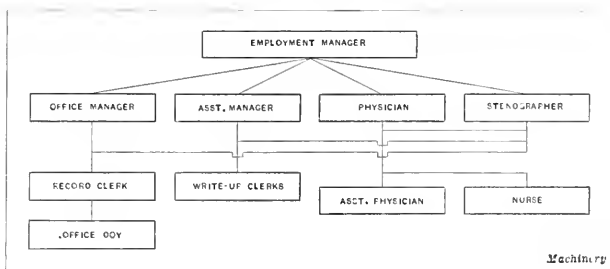 EMPLOYMENT MANAGER
OFFICE MANAGER ASST. MANAGER PHYSICIAN STENOGRAPHER
RECORD CLERK WRITE-UP CLERKS ASST. PHYSICIAN NURSE
OFFICE BOY
Machinery